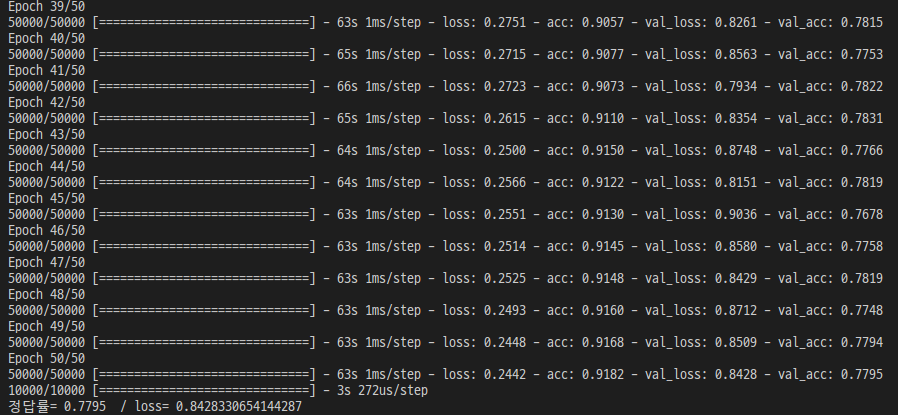 Epoch 39/50
50000/50000 [==============================] - 63s 1ms/step - loss: 0.2751 - acc: 0.9057 - val_loss: 0.8261 - val_acc: 0.7815
Epoch 40/50
50000/50000 [==============================] - 65s 1ms/step - loss: 0.2715 - acc: 0.9077 - val_loss: 0.8563 - val_acc: 0.7753
Epoch 41/50
50000/50000 [==============================] - 66s 1ms/step - loss: 0.2723 - acc: 0.9073 - val_loss: 0.7934 - val_acc: 0.7822
Epoch 42/50
50000/50000 [==============================] - 65s 1ms/step - loss: 0.2615 - acc: 0.9110 - val_loss: 0.8354 - val_acc: 0.7831
Epoch 43/50
50000/50000 [==============================] - 64s 1ms/step - loss: 0.2500 - acc: 0.9150 - val_loss: 0.8748 - val_acc: 0.7766
Epoch 44/50
50000/50000 [==============================] - 64s 1ms/step - loss: 0.2566 - acc: 0.9122 - val_loss: 0.8151 - val_acc: 0.7819
Epoch 45/50
50000/50000 [==============================] - 63s 1ms/step - loss: 0.2551 - acc: 0.9130 - val_loss: 0.9036 - val_acc: 0.7678
Epoch 46/50
50000/50000 [==============================] - 63s 1ms/step - loss: 0.2514 - acc: 0.9145 - val_loss: 0.8580 - val_acc: 0.7758
Epoch 47/50
50000/50000 [==============================] - 63s 1ms/step - loss: 0.2525 - acc: 0.9148 - val_loss: 0.8429 - val_acc: 0.7819
Epoch 48/50
50000/50000 [==============================] - 63s 1ms/step - loss: 0.2493 - acc: 0.9160 - val_loss: 0.8712 - val_acc: 0.7748
Epoch 49/50
50000/50000 [==============================] - 63s 1ms/step - loss: 0.2448 - acc: 0.9168 - val_loss: 0.8509 - val_acc: 0.7794
Epoch 50/50
50000/50000 [==============================] - 63s 1ms/step - loss: 0.2442 - acc: 0.9182 - val_loss: 0.8428 - val_acc: 0.7795
10000/10000 [==============================] - 3s 272us/step
정답률= 0.7795  / loss= 0.8428330654144287